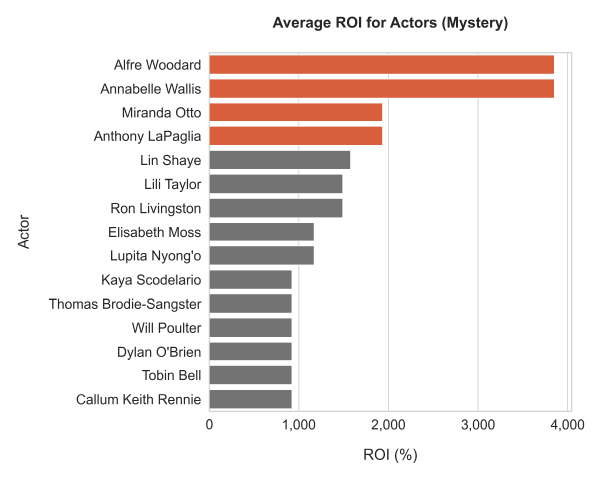 Average ROI for Actors (Mystery)
Alfre Woodard
Annabelle Wallis
Miranda Otto
Anthony LaPaglia
Lin Shaye
Lili Taylor
Ron Livingston
Elisabeth Moss
Lupita Nyong'o
Kaya Scodelario
Thomas Brodie-Sangster
Will Poulter
Dylan O'Brien
Tobin Bell
Callum Keith Rennie
Actor
0 1,000 2,000 3,000 4,000
ROI (%)